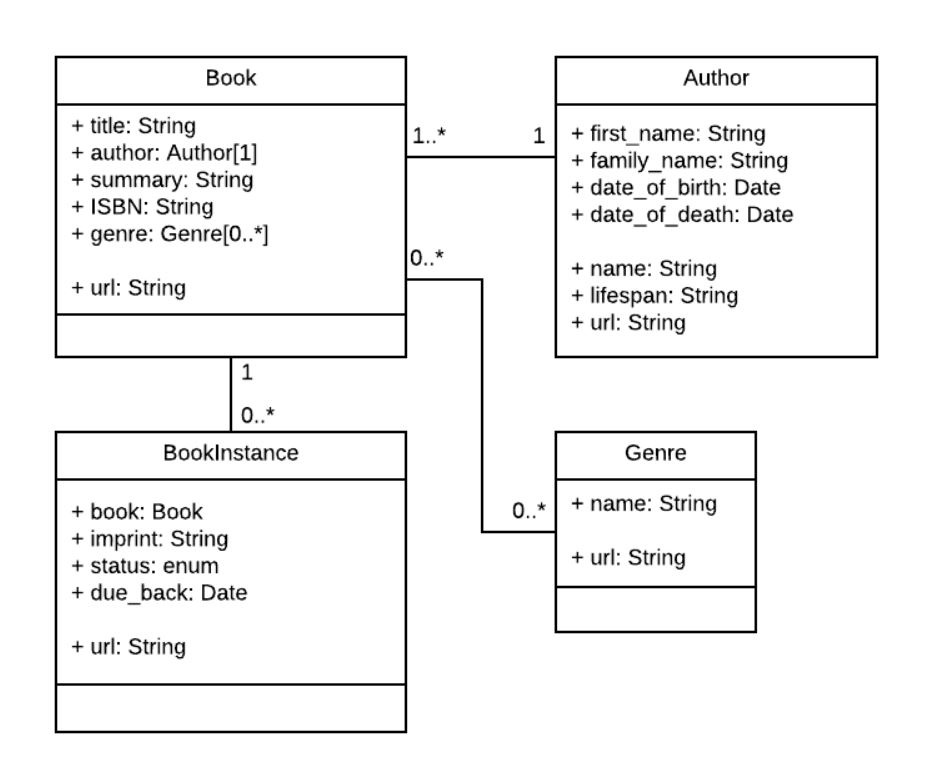 Book
+ title: String
+ author: Author[1]
+ summary: String
+ ISBN: String
+ genre: Genre[0..*]
+ url: String
1..*
1
Author
+ first_name: String
+ family_name: String
+ date_of_birth: Date
+ date_of_death: Date
+ name: String
+ lifespan: String
+ url: String
0..*
1
0..*
BookInstance
+ book: Book
+ imprint: String
+ status: enum
+ due_back: Date
+ url: String
0..*
Genre
+ name: String
+ url: String